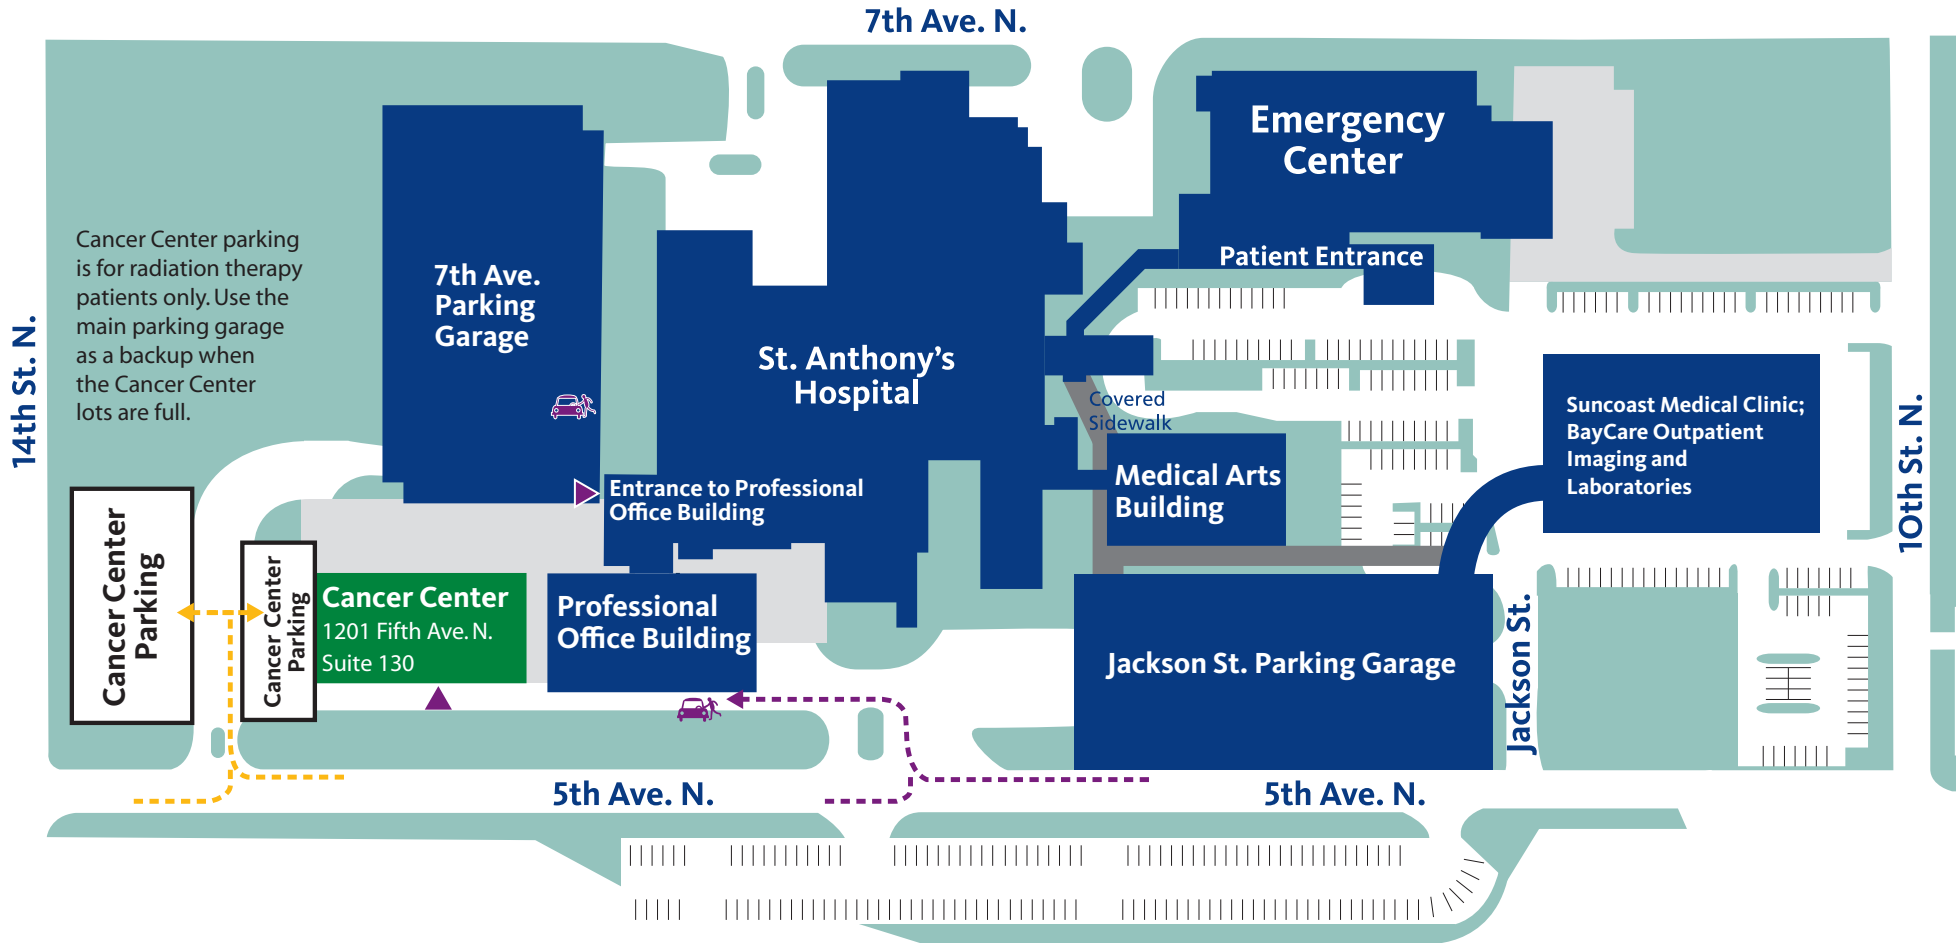 7th Ave. N.
Emergency
Center
Patient Entrance
Cancer Center parking
is for radiation therapy
patients only. Use the
main parking garage
as a backup when
the Cancer Center
lots are full.
14th St. N.
7th Ave.
Parking
Garage
St. Anthony's
Hospital
Covered
Sidewalk
Suncoast Medical Clinic;
BayCare Outpatient
Imaging and
Laboratories
10th St. N.
Entrance to Professional
Office Building
Medical Arts
Building
Cancer Center
Parking
Cancer Center
Parking
Cancer Center
1201 Fifth Ave. N.
Suite 130
Professional
Office Building
Jackson St. Parking Garage
Jackson St.
5th Ave. N.
5th Ave. N.